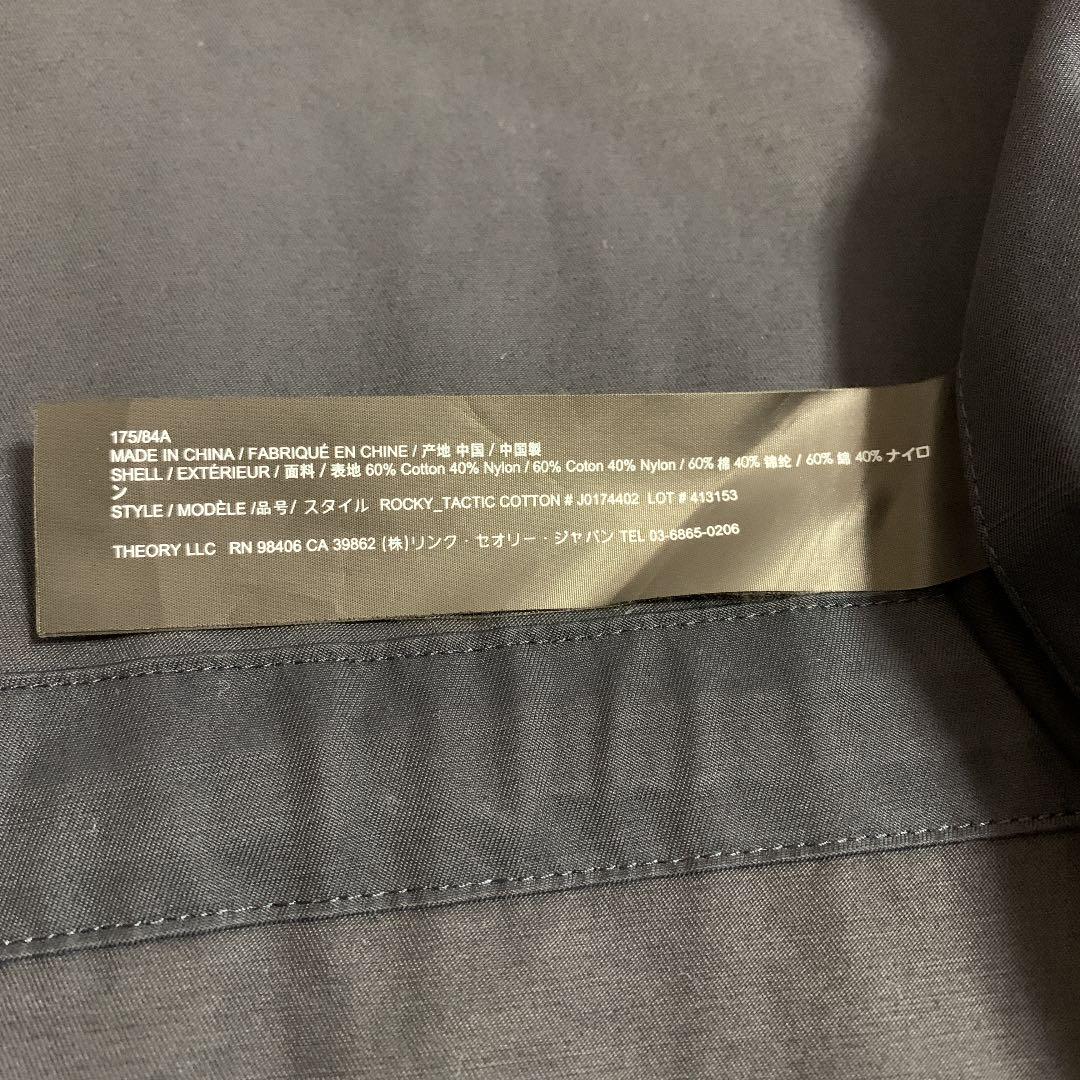 175/84A
MADE IN CHINA / FABRIQUÉ EN CHINE / 产地 中国 / 中国製
SHELL / EXTÉRIEUR / 面料 / 表地 60% Cotton 40% Nylon / 60% Coton 40% Nylon / 60% 棉 40% 锦纶 / 60% 綿 40% ナイロ
ン
STYLE / MODÈLE /品号/ スタイル ROCKY_TACTIC COTTON # J0174402 LOT # 413153
THEORY LLC RN 98406 CA 39862 (株)リンク・セオリー・ジャパン TEL 03-6865-0206